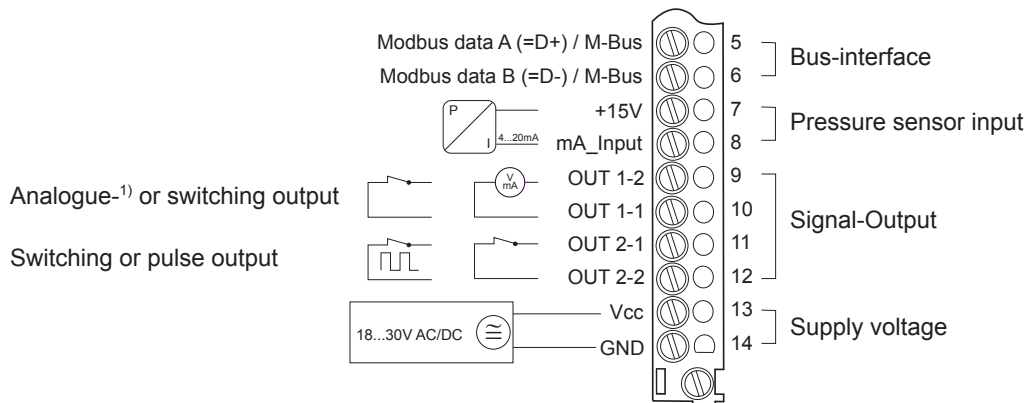 Modbus data A (=D+) / M-Bus 5
Modbus data B (=D-) / M-Bus 6
Bus-interface
P
I
4...20mA
+15V 7
mA_Input 8
Pressure sensor input
Analogue-1) or switching output
V
mA
OUT 1-2 9
OUT 1-1 10
Switching or pulse output
OUT 2-1 11
OUT 2-2 12
Signal-Output
18...30V AC/DC
Vcc 13
GND 14
Supply voltage